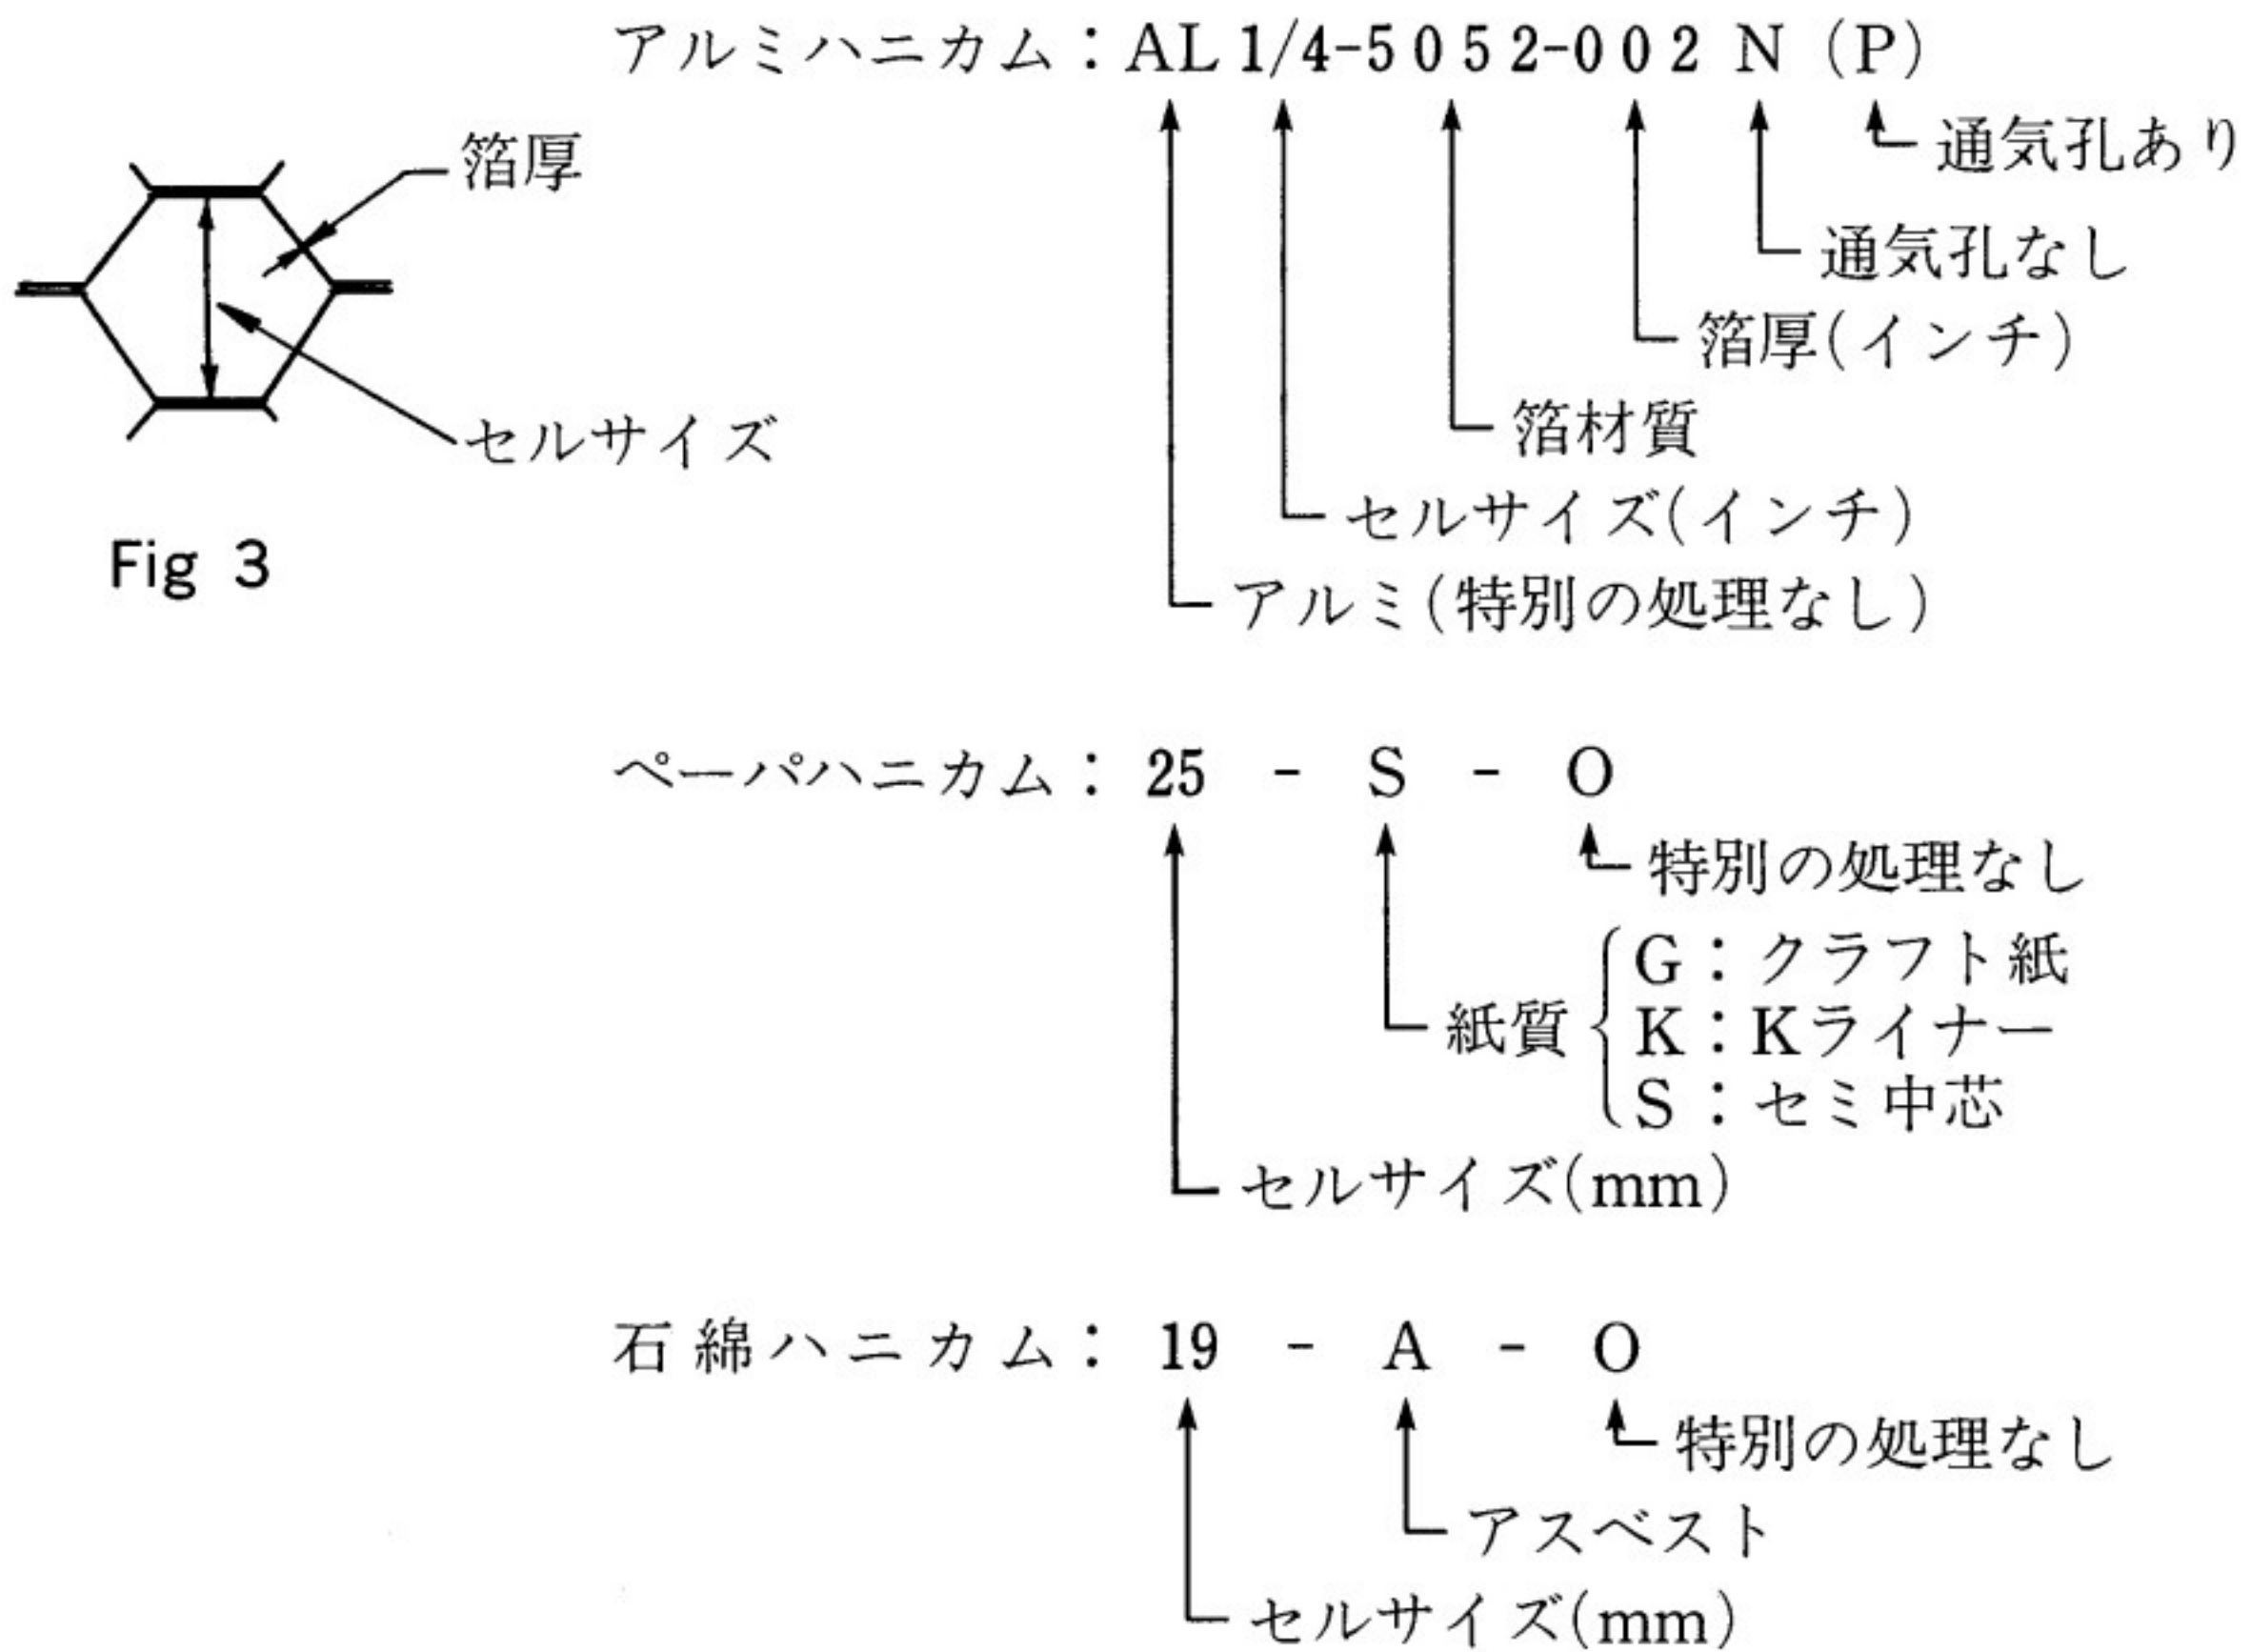 アルミハニカム：AL 1/4-5052-002 N (P)
通気孔あり
箔厚
通気孔なし
箔厚(インチ)
箔材質
セルサイズ
セルサイズ(インチ)
Fig 3
アルミ(特別の処理なし)
ペーパハニカム：25 - S - O
特別の処理なし
G：クラフト紙
紙質 K：Kライナー
S：セミ中芯
セルサイズ(mm)
石綿ハニカム：19 - A - O
特別の処理なし
アスベスト
セルサイズ(mm)